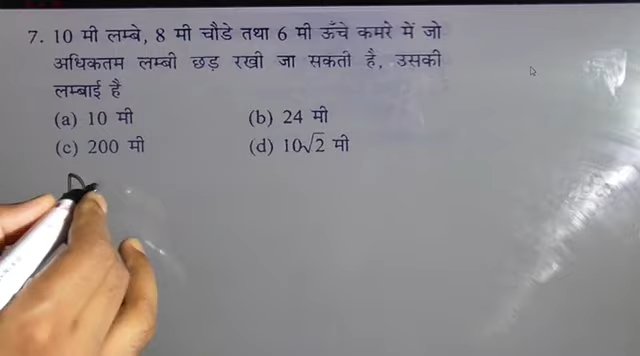 7. 10 मी लम्बे, 8 मी चौडे तथा 6 मी ऊँचे कमरे में जो
अधिकतम लम्बी छड़ रखी जा सकती है, उसकी
लम्बाई है
(a) 10 मी (b) 24 मी
(c) 200 मी (d) 10√2 मी